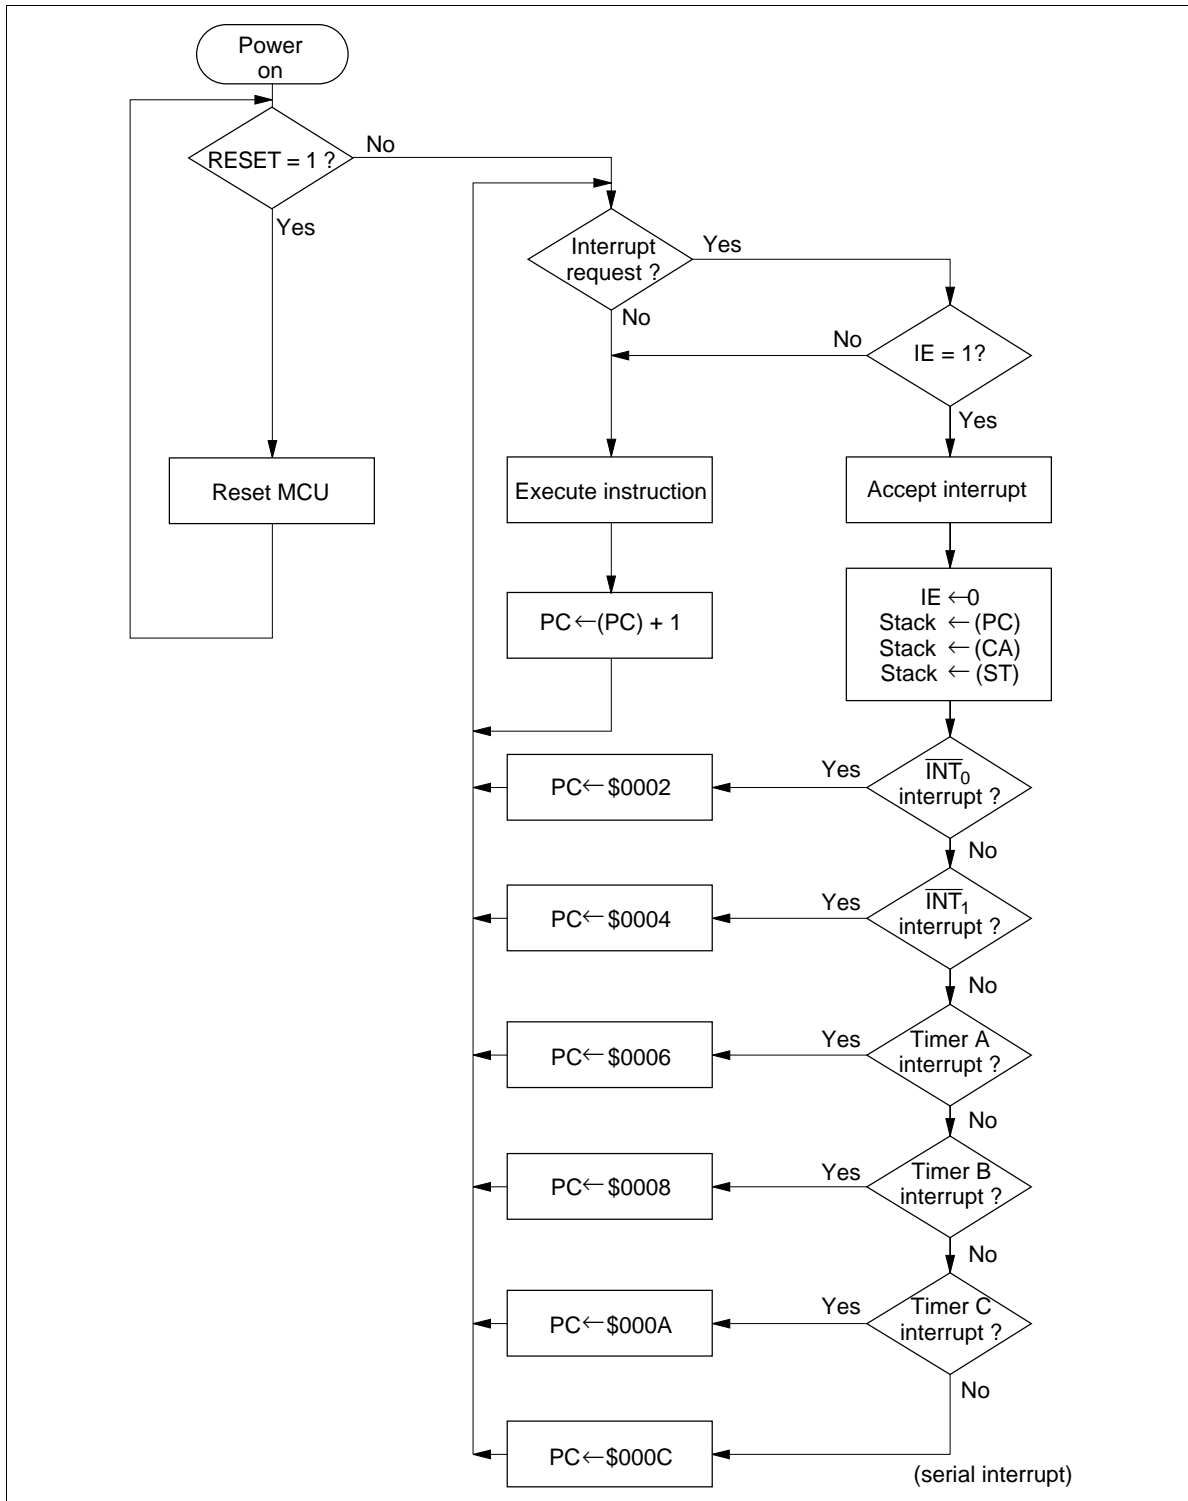 Power
on
RESET = 1 ?
No
Yes
Interrupt
request ?
Yes
No
No
IE = 1?
Yes
Reset MCU
Execute instruction
Accept interrupt
PC←(PC) + 1
IE ←0
Stack ←(PC)
Stack ←(CA)
Stack ←(ST)
PC← $0002
Yes
I̅N̅T̅₀
interrupt ?
No
PC← $0004
Yes
I̅N̅T̅₁
interrupt ?
No
PC← $0006
Yes
Timer A
interrupt ?
No
PC← $0008
Yes
Timer B
interrupt ?
No
PC← $000A
Yes
Timer C
interrupt ?
No
PC← $000C
(serial interrupt)